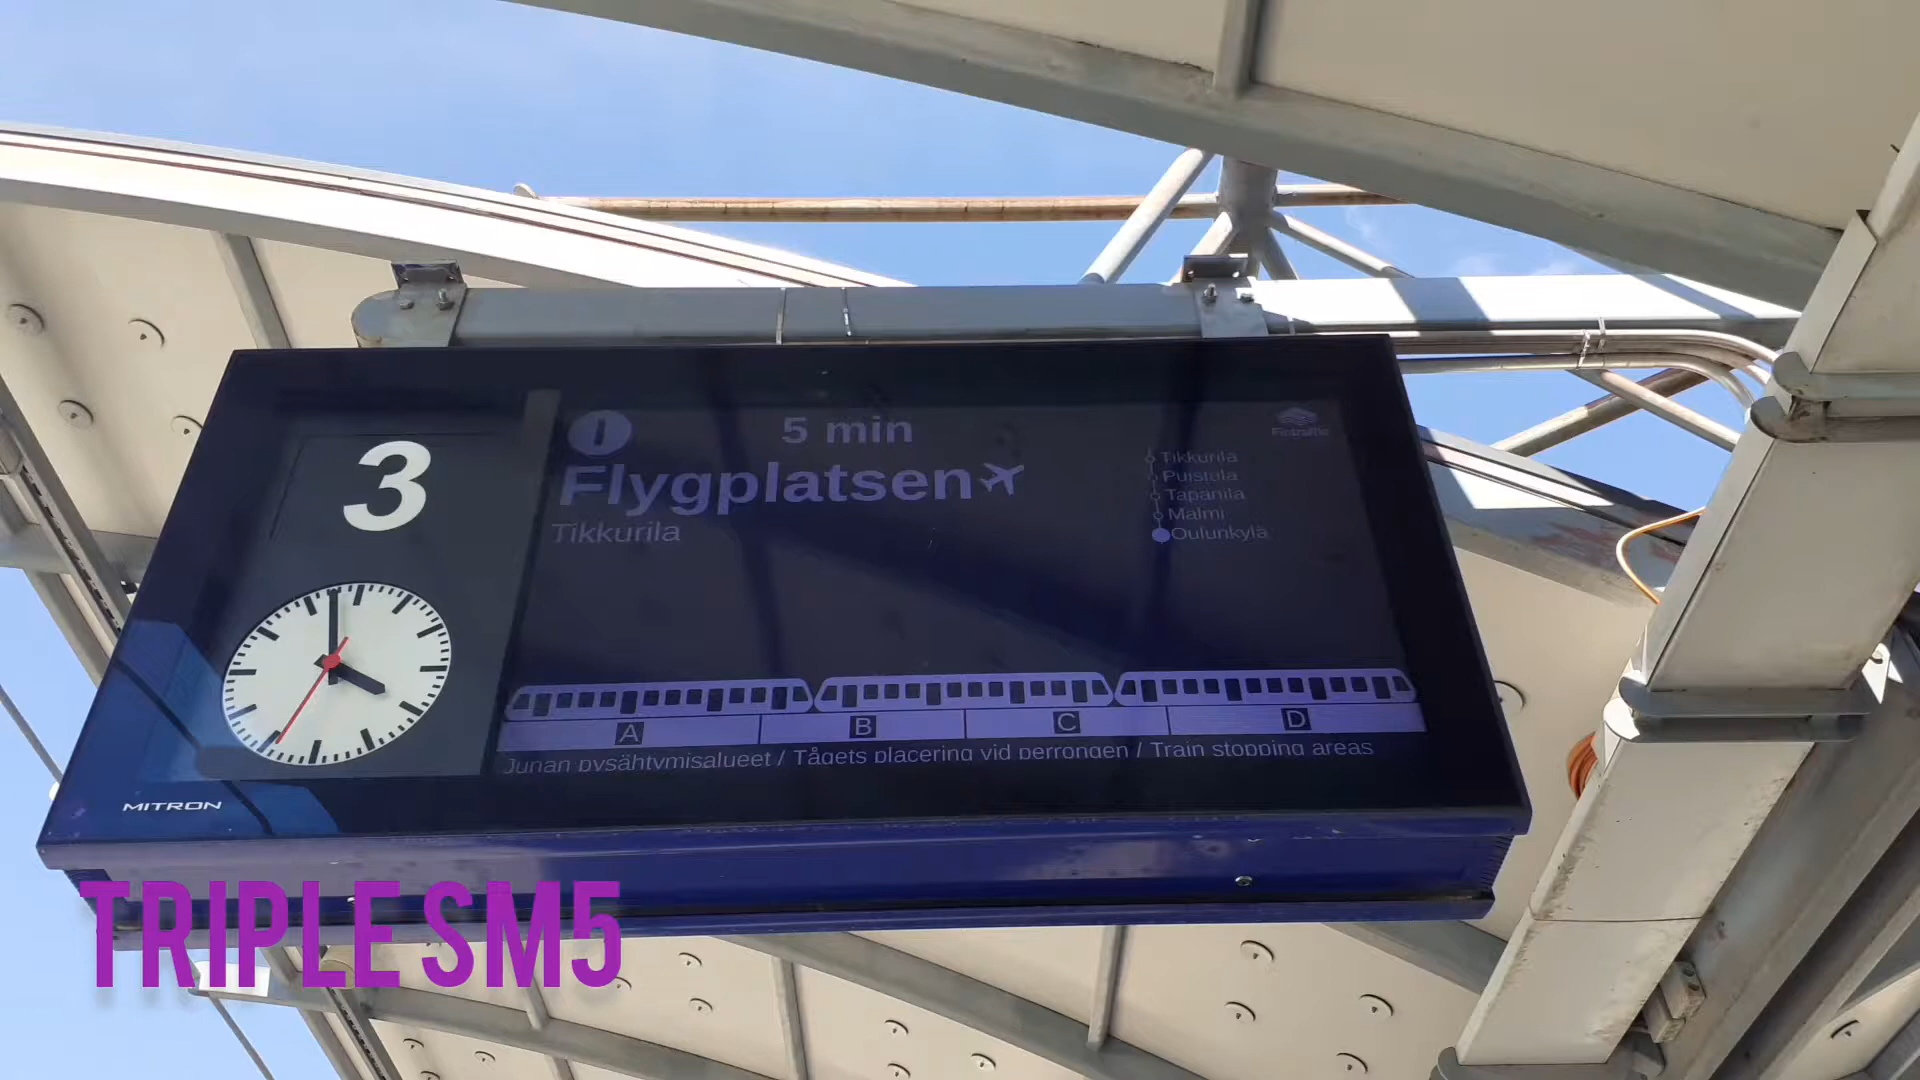 3
I 5 min
Flygplatsen
Tikkurila
Fintraffic
Tikkurila
Puistola
Tapanila
Malmi
Oulunkylä
A B C D
Junan pysähtymisalueet / Tågets placering vid perrongen / Train stopping areas
MITRON
TRIPLE SM5